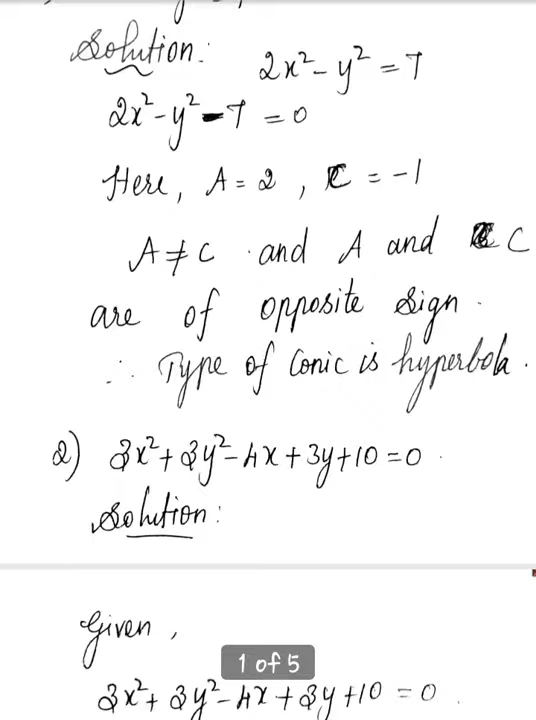 Solution: 2x² - y² = 7
2x² - y² - 7 = 0
Here, A = 2, C = -1
A ≠ C and A and C
are of opposite sign.
∴ Type of conic is hyperbola.
2) 3x² + 3y² - 4x + 3y + 10 = 0.
Solution:
Given,
1 of 5
3x² + 3y² - 4x + 3y + 10 = 0.